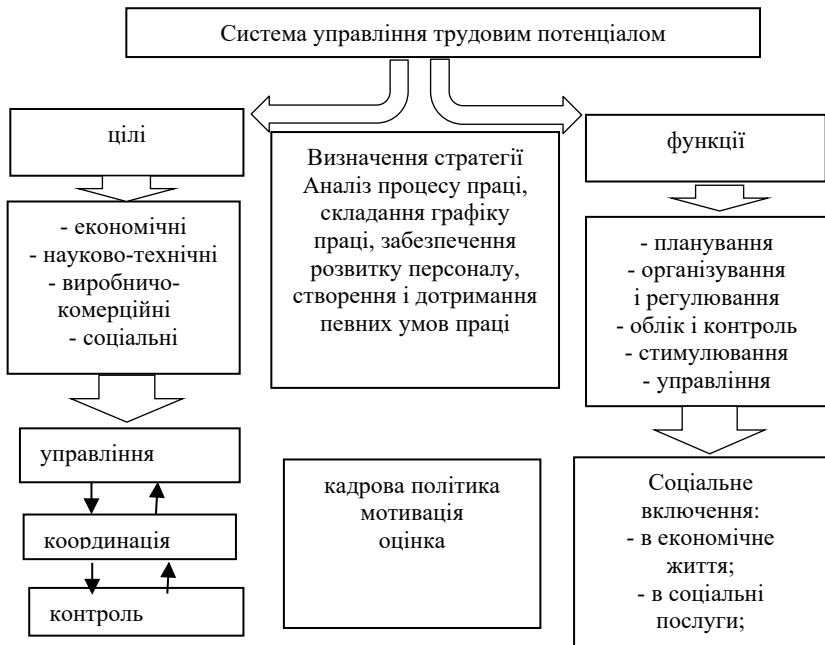 Система управління трудовим потенціалом
цілі
Визначення стратегії
Аналіз процесу праці,
складання графіку
праці, забезпечення
розвитку персоналу,
створення і дотримання
певних умов праці
функції
- економічні
- науково-технічні
- виробничо-
комерційні
- соціальні
- планування
- організування
і регулювання
- облік і контроль
- стимулювання
- управління
управління
координація
контроль
кадрова політика
мотивація
оцінка
Соціальне
включення:
- в економічне
життя;
- в соціальні
послуги;